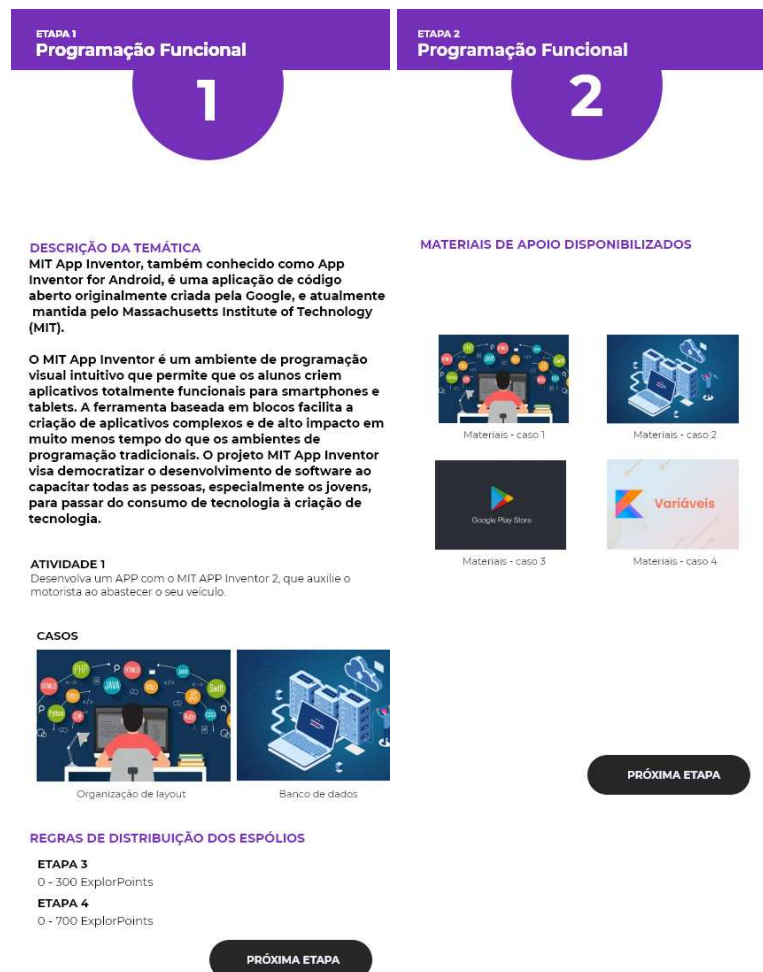 ETAPA 1
Programação Funcional
1
DESCRIÇÃO DA TEMÁTICA
MIT App Inventor, também conhecido como App
Inventor for Android, é uma aplicação de código
aberto originalmente criada pela Google, e atualmente
mantida pelo Massachusetts Institute of Technology
(MIT).
O MIT App Inventor é um ambiente de programação
visual intuitivo que permite que os alunos criem
aplicativos totalmente funcionais para smartphones e
tablets. A ferramenta baseada em blocos facilita a
criação de aplicativos complexos e de alto impacto em
muito menos tempo do que os ambientes de
programação tradicionais. O projeto MIT App Inventor
visa democratizar o desenvolvimento de software ao
capacitar todas as pessoas, especialmente os jovens,
para passar do consumo de tecnologia à criação de
tecnologia.
ATIVIDADE 1
Desenvolva um APP com o MIT APP Inventor 2, que auxilie o
motorista ao abastecer o seu veículo.
CASOS
PHP
HTML5
JAVA
JS
Swift
Python
C#
Ruby
CSS3
Organização de layout
Banco de dados
REGRAS DE DISTRIBUIÇÃO DOS ESPÓLIOS
ETAPA 3
0 - 300 ExplorPoints
ETAPA 4
0 - 700 ExplorPoints
PRÓXIMA ETAPA
ETAPA 2
Programação Funcional
2
MATERIAIS DE APOIO DISPONIBILIZADOS
JAVA
Materiais - caso 1
Materiais - caso 2
Google Play Store
Materiais - caso 3
Variáveis
Materiais - caso 4
PRÓXIMA ETAPA